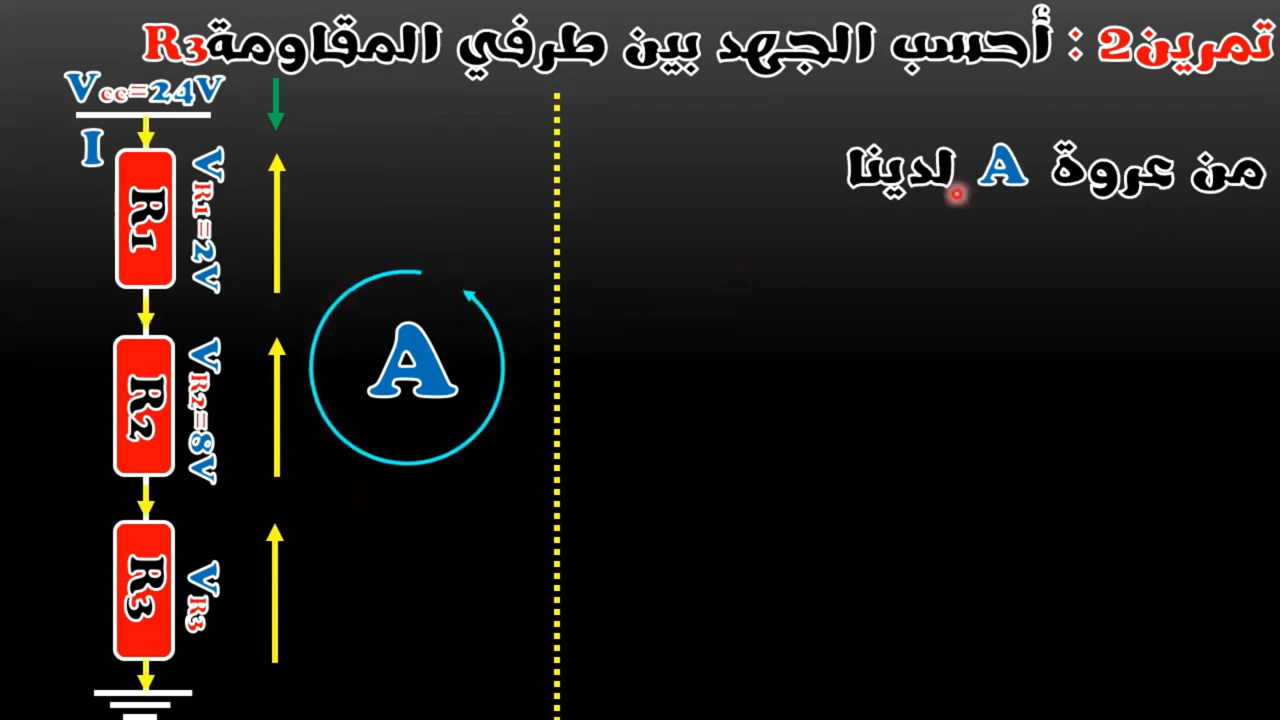 تمرين2 : أحسب الجهد بين طرفي المقاومةR3
Vcc=24V
I
R1
VR1=2V
R2
VR2=8V
R3
VR3
A
من عروة A لدينا